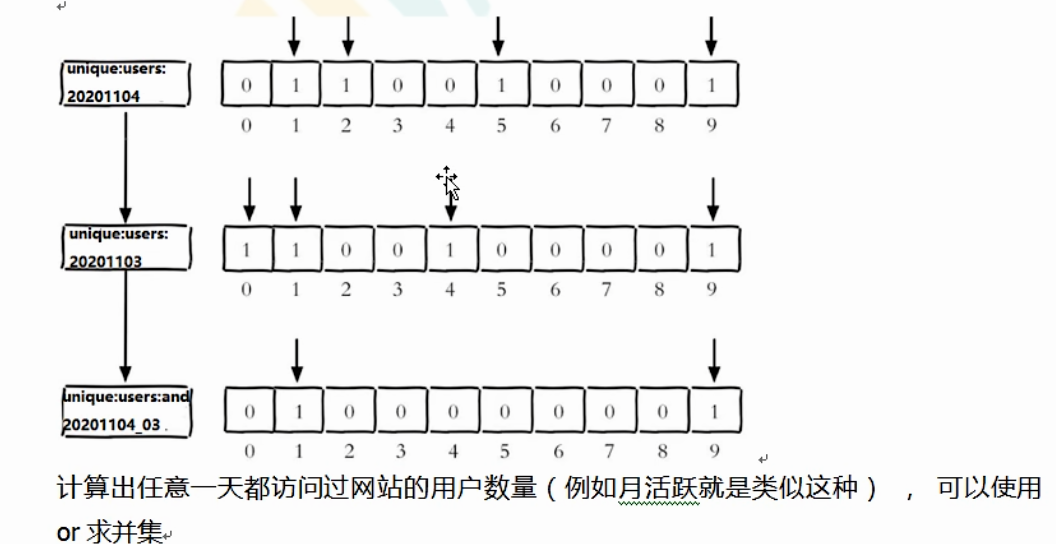 unique:users:
20201104
0 1 1 0 0 1 0 0 0 1
0 1 2 3 4 5 6 7 8 9
unique:users:
20201103
1 1 0 0 1 0 0 0 0 1
0 1 2 3 4 5 6 7 8 9
unique:users:and
20201104_03
0 1 0 0 0 0 0 0 0 1
0 1 2 3 4 5 6 7 8 9
计算出任意一天都访问过网站的用户数量（例如月活跃就是类似这种） ， 可以使用
or 求并集